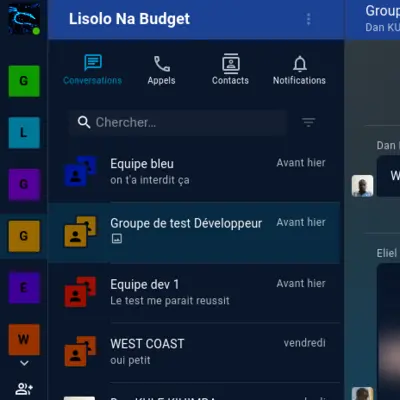 Lisolo Na Budget
Group
Dan KU
Conversations
Appels
Contacts
Notifications
Chercher...
G
L
G
G
E
W
Equipe bleu
Avant hier
on t'a interdit ça
Groupe de test Développeur
Avant hier
Equipe dev 1
Avant hier
Le test me parait reussit
WEST COAST
vendredi
oui petit
Dan
W
Eliel